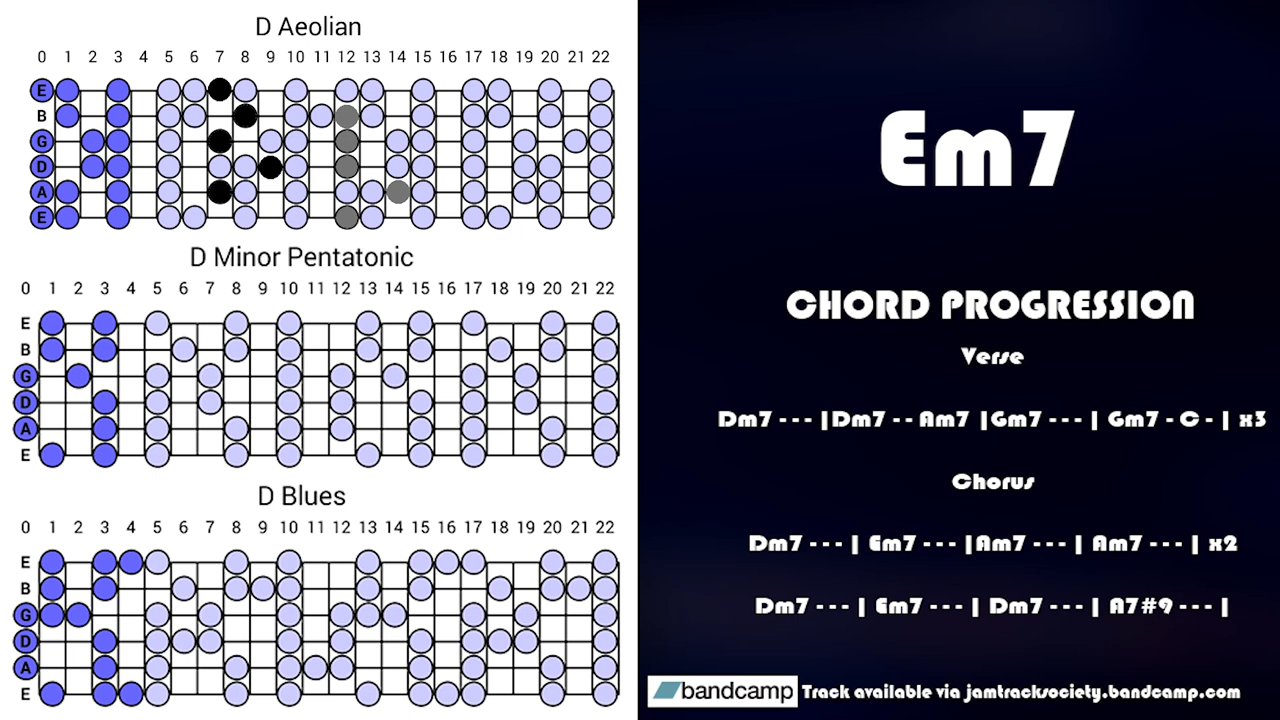 D Aeolian
0 1 2 3 4 5 6 7 8 9 10 11 12 13 14 15 16 17 18 19 20 21 22
E
B
G
D
A
E
D Minor Pentatonic
0 1 2 3 4 5 6 7 8 9 10 11 12 13 14 15 16 17 18 19 20 21 22
E
B
G
D
A
E
D Blues
0 1 2 3 4 5 6 7 8 9 10 11 12 13 14 15 16 17 18 19 20 21 22
E
B
G
D
A
E
Em7
CHORD PROGRESSION
Verse
Dm7 - - - |Dm7 - - Am7 |Gm7 - - - | Gm7 - C - | x3
Chorus
Dm7 - - - | Em7 - - - |Am7 - - - | Am7 - - - | x2
Dm7 - - - | Em7 - - - | Dm7 - - - | A7#9 - - - |
bandcamp Track available via jamtracksociety.bandcamp.com